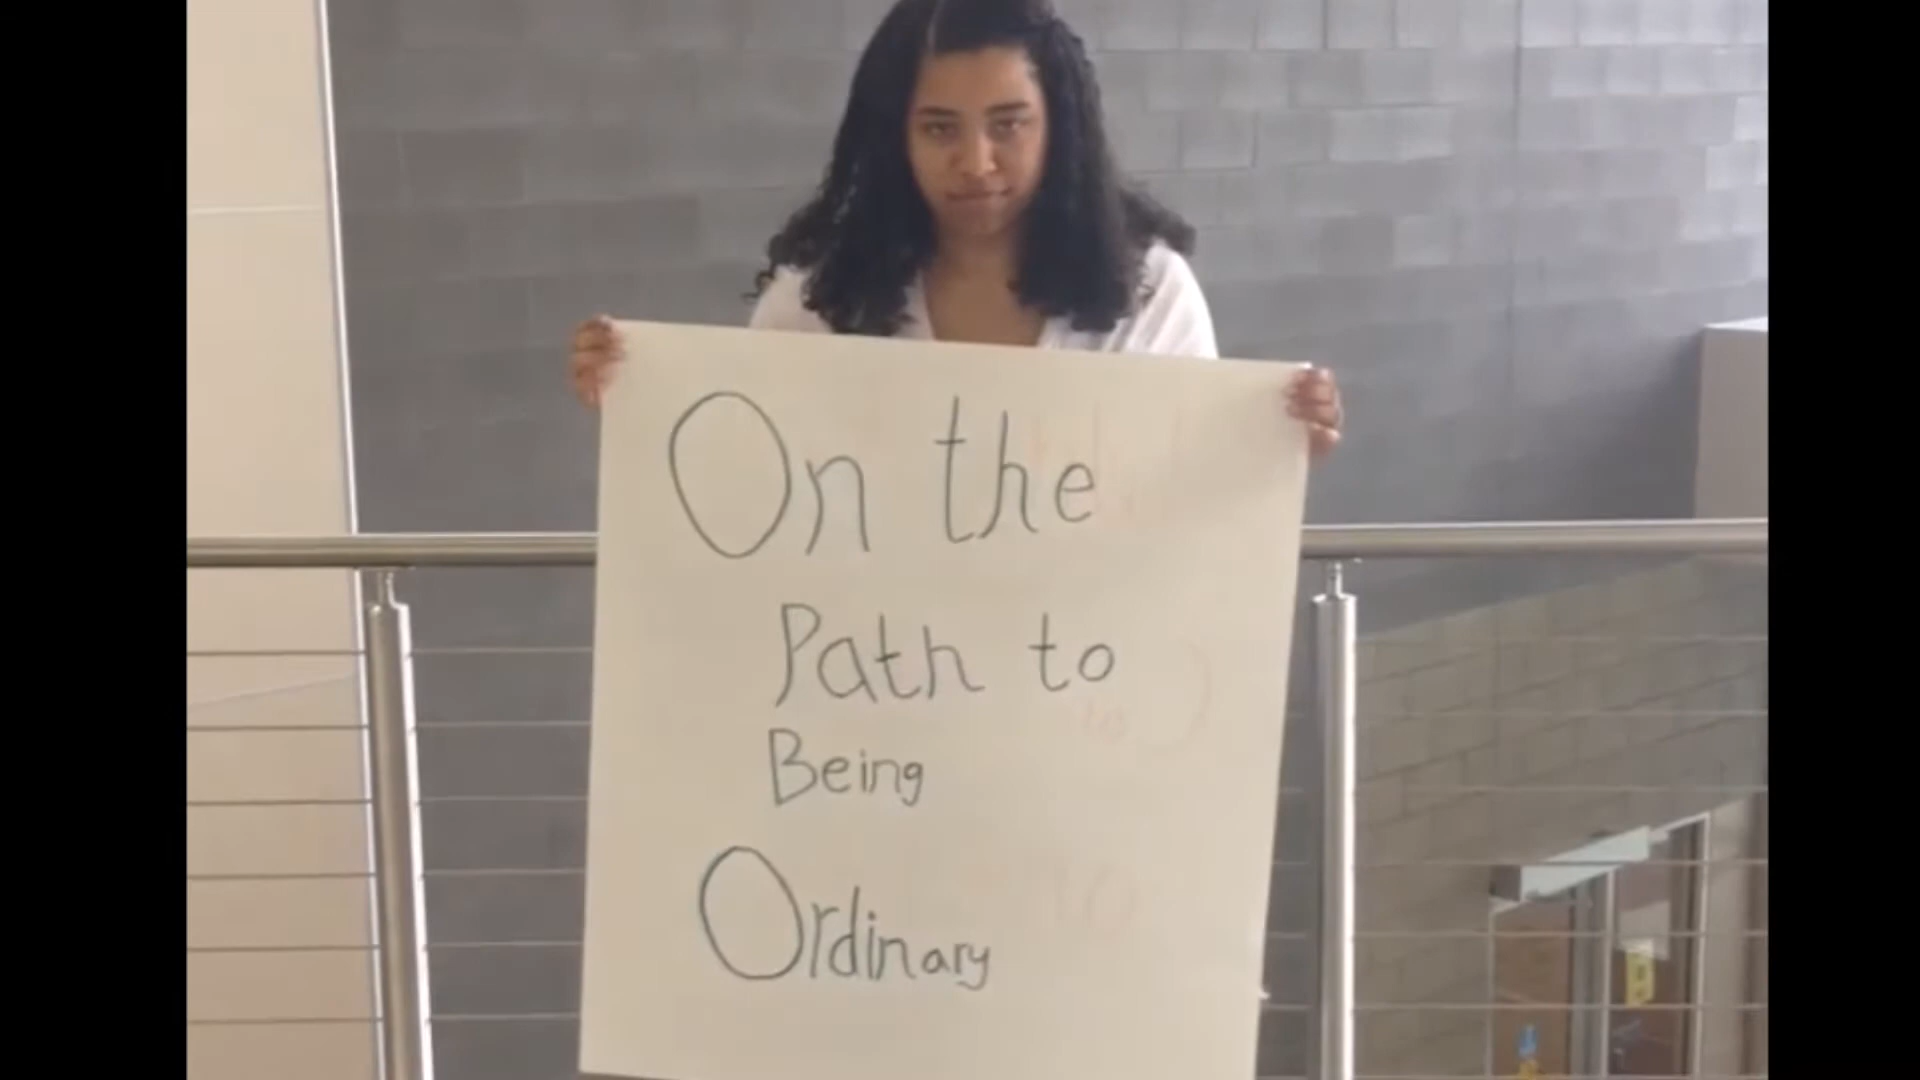 On the
Path to
Being
Ordinary